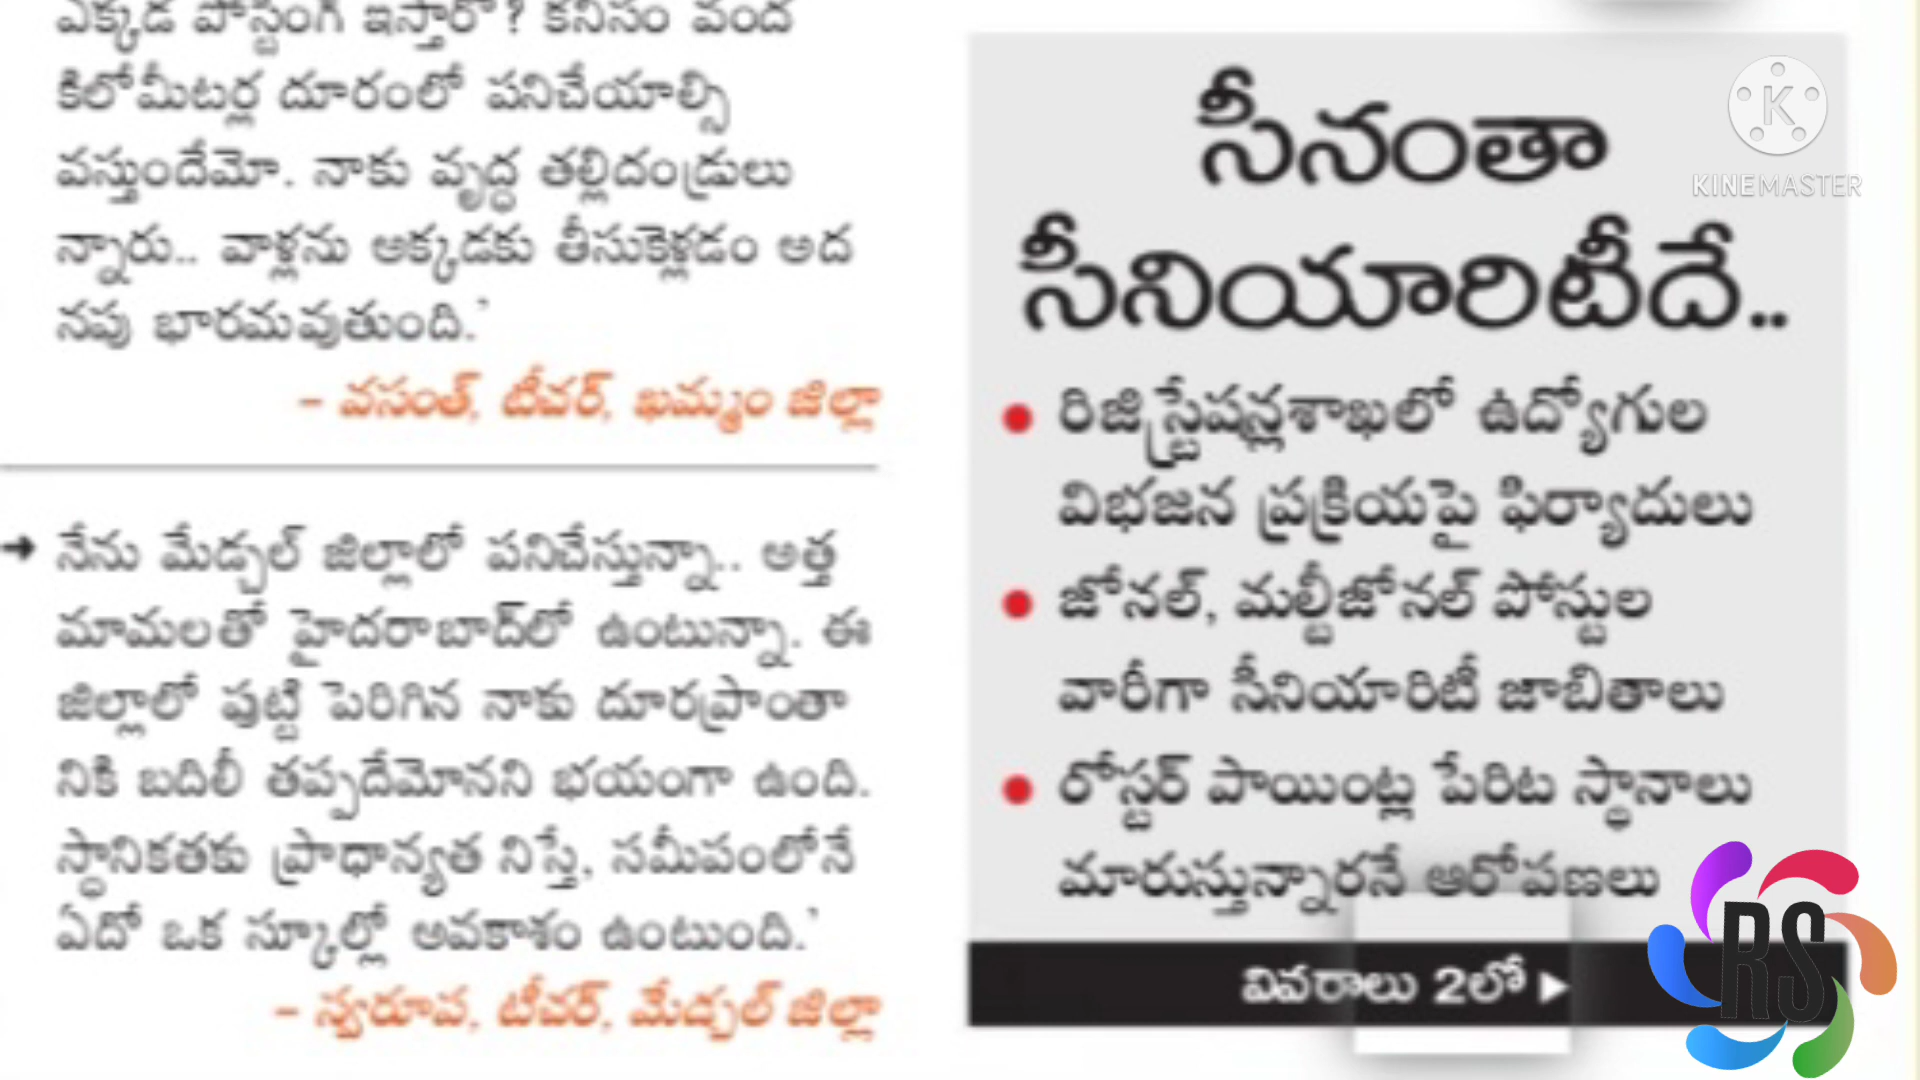 ఎక్కడ పోస్టింగ్ ఇస్తారో? కనీసం వంద
కిలోమీటర్ల దూరంలో పనిచేయాల్సి
వస్తుందేమో. నాకు వృద్ధ తల్లిదండ్రులు
న్నారు.. వాళ్లను అక్కడకు తీసుకెళ్లడం అద
నపు భారమవుతుంది.'
- వసంత్, టీచర్, ఖమ్మం జిల్లా
➔ నేను మేడ్చల్ జిల్లాలో పనిచేస్తున్నా.. అత్త
మామలతో హైదరాబాద్‌లో ఉంటున్నా. ఈ
జిల్లాలో పుట్టి పెరిగిన నాకు దూరప్రాంతా
నికి బదిలీ తప్పదేమోనని భయంగా ఉంది.
స్థానికతకు ప్రాధాన్యత నిస్తే, సమీపంలోనే
ఏదో ఒక స్కూల్లో అవకాశం ఉంటుంది.'
- స్వరూప, టీచర్, మేడ్చల్ జిల్లా
సీనంతా
సీనియారిటీదే..
• రిజిస్ట్రేషన్లశాఖలో ఉద్యోగుల
విభజన ప్రక్రియపై ఫిర్యాదులు
• జోనల్, మల్టీజోనల్ పోస్టుల
వారీగా సీనియారిటీ జాబితాలు
• రోస్టర్ పాయింట్ల పేరిట స్థానాలు
మారుస్తున్నారనే ఆరోపణలు
వివరాలు 2లో ▶
K
KINEMASTER
RS